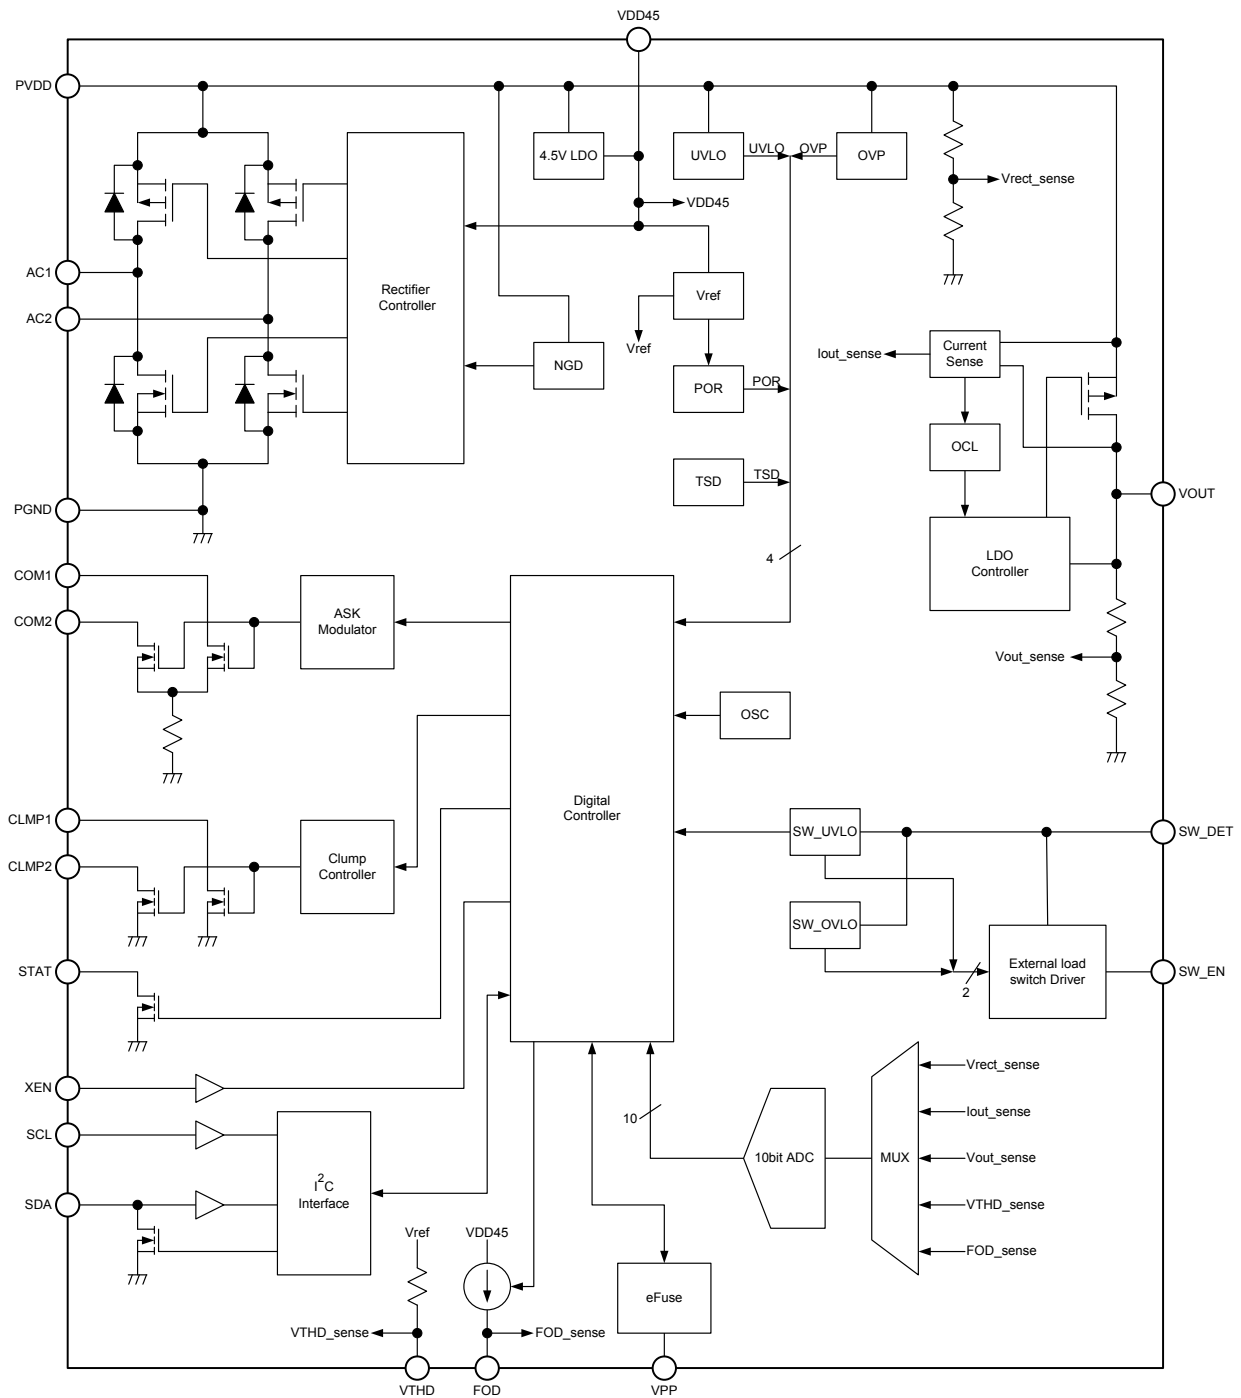 VDD45
PVDD
4.5V LDO
UVLO
UVLO
OVP
OVP
Vrect_sense
VDD45
AC1
AC2
Rectifier
Controller
Vref
Vref
NGD
POR
POR
Iout_sense
Current
Sense
OCL
TSD
TSD
VOUT
PGND
LDO
Controller
4
COM1
COM2
ASK
Modulator
Vout_sense
OSC
Digital
Controller
CLMP1
CLMP2
Clump
Controller
SW_UVLO
SW_DET
SW_OVLO
External load
switch Driver
2
SW_EN
STAT
XEN
SCL
SDA
I2C
Interface
10
10bit ADC
MUX
Vrect_sense
Iout_sense
Vout_sense
VTHD_sense
FOD_sense
Vref
VDD45
eFuse
VTHD_sense
FOD_sense
VTHD
FOD
VPP